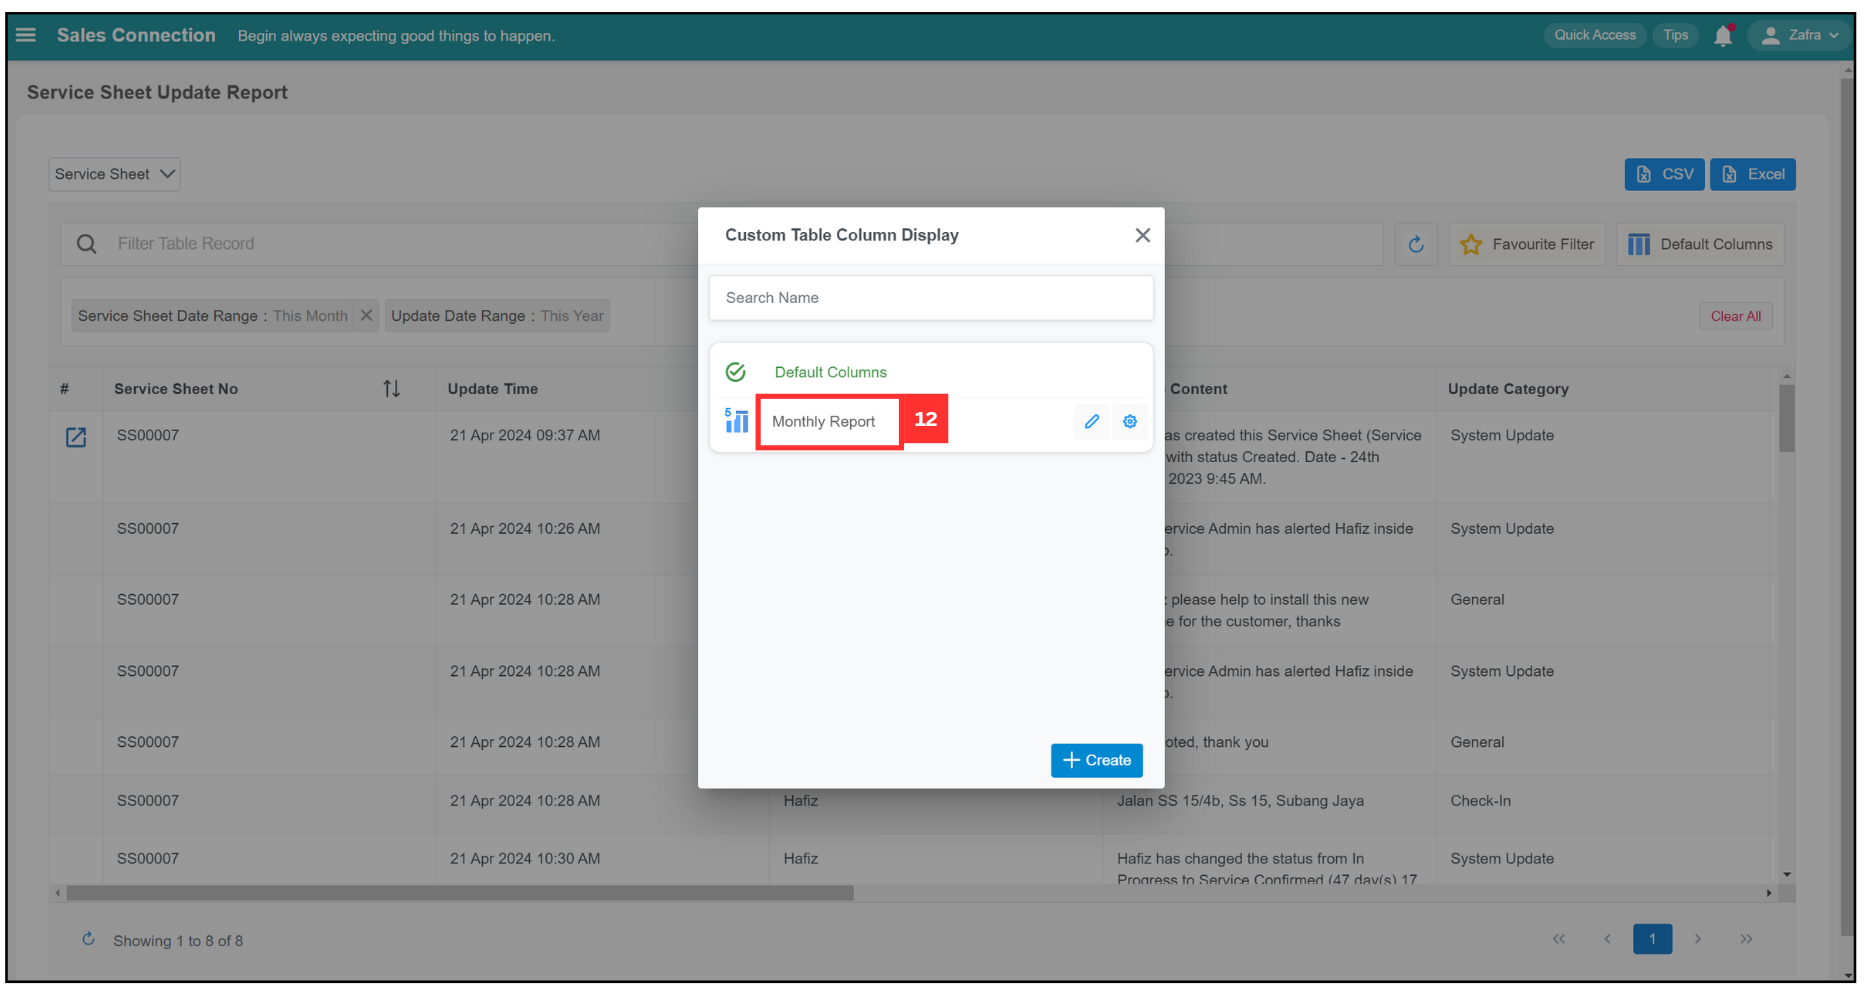 Sales Connection Begin always expecting good things to happen. Quick Access Tips Zafra
Service Sheet Update Report
Service Sheet CSV Excel
Filter Table Record Favourite Filter Default Columns
Service Sheet Date Range : This Month Update Date Range : This Year Clear All
Custom Table Column Display
Search Name
Default Columns
5 Monthly Report 12
Create
# Service Sheet No Update Time Content Update Category
SS00007 21 Apr 2024 09:37 AM as created this Service Sheet (Service System Update
with status Created. Date - 24th
2023 9:45 AM.
SS00007 21 Apr 2024 10:26 AM ervice Admin has alerted Hafiz inside System Update
SS00007 21 Apr 2024 10:28 AM please help to install this new General
e for the customer, thanks
SS00007 21 Apr 2024 10:28 AM ervice Admin has alerted Hafiz inside System Update
SS00007 21 Apr 2024 10:28 AM oted, thank you General
SS00007 21 Apr 2024 10:28 AM Hafiz Jalan SS 15/4b, Ss 15, Subang Jaya Check-In
SS00007 21 Apr 2024 10:30 AM Hafiz Hafiz has changed the status from In System Update
Progress to Service Confirmed (47 day(s) 17
Showing 1 to 8 of 8 1